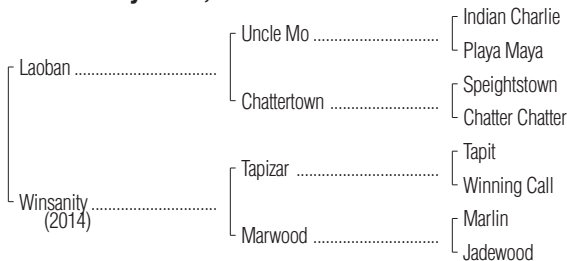 Indian Charlie
Uncle Mo
Playa Maya
Laoban
Speightstown
Chattertown
Chatter Chatter
Tapit
Tapizar
Winning Call
Winsanity
(2014)
Marlin
Marwood
Jadewood